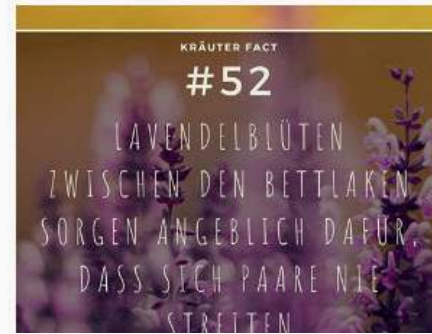 KRÄUTER FACT
#52
LAVENDELBLÜTEN
ZWISCHEN DEN BETTLAKEN
SORGEN ANGEBLICH DAFÜR,
DASS SICH PAARE NIE
STREITEN